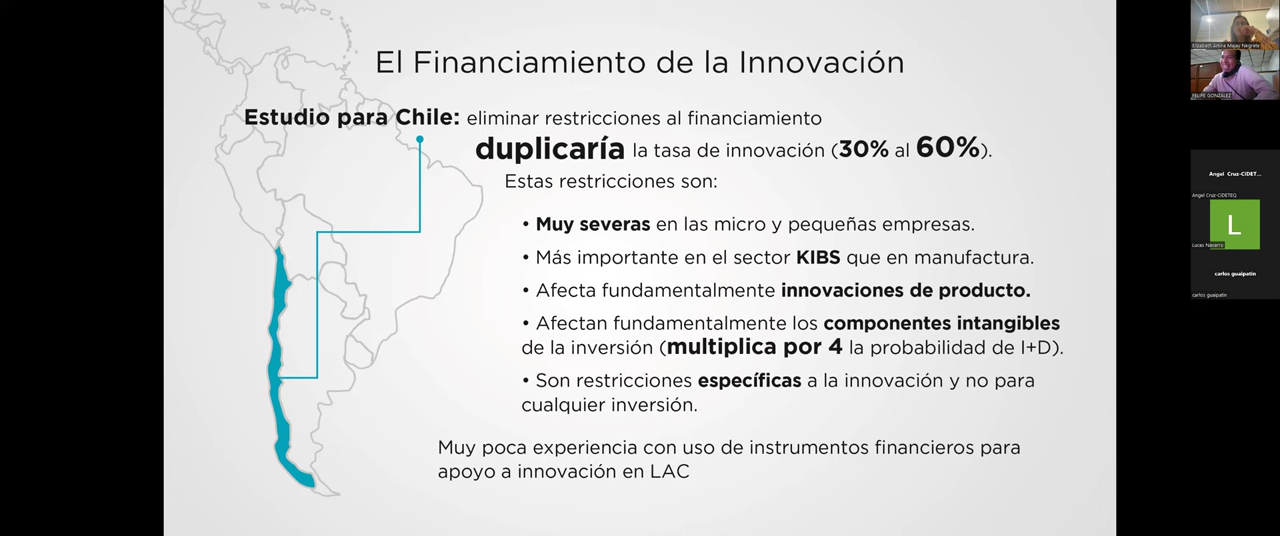 El Financiamiento de la Innovación
Estudio para Chile: eliminar restricciones al financiamiento
duplicaría la tasa de innovación (30% al 60%).
Estas restricciones son:
• Muy severas en las micro y pequeñas empresas.
• Más importante en el sector KIBS que en manufactura.
• Afecta fundamentalmente innovaciones de producto.
• Afectan fundamentalmente los componentes intangibles
de la inversión (multiplica por 4 la probabilidad de I+D).
• Son restricciones específicas a la innovación y no para
cualquier inversión.
Muy poca experiencia con uso de instrumentos financieros para
apoyo a innovación en LAC
Elizabeth Amira Majau Negrete
FELIPE GONZALEZ
Angel Cruz-CIDET...
Angel Cruz-CIDETEQ
L
Lucas Navarro
carlos guaipatin
carlos guaipatin